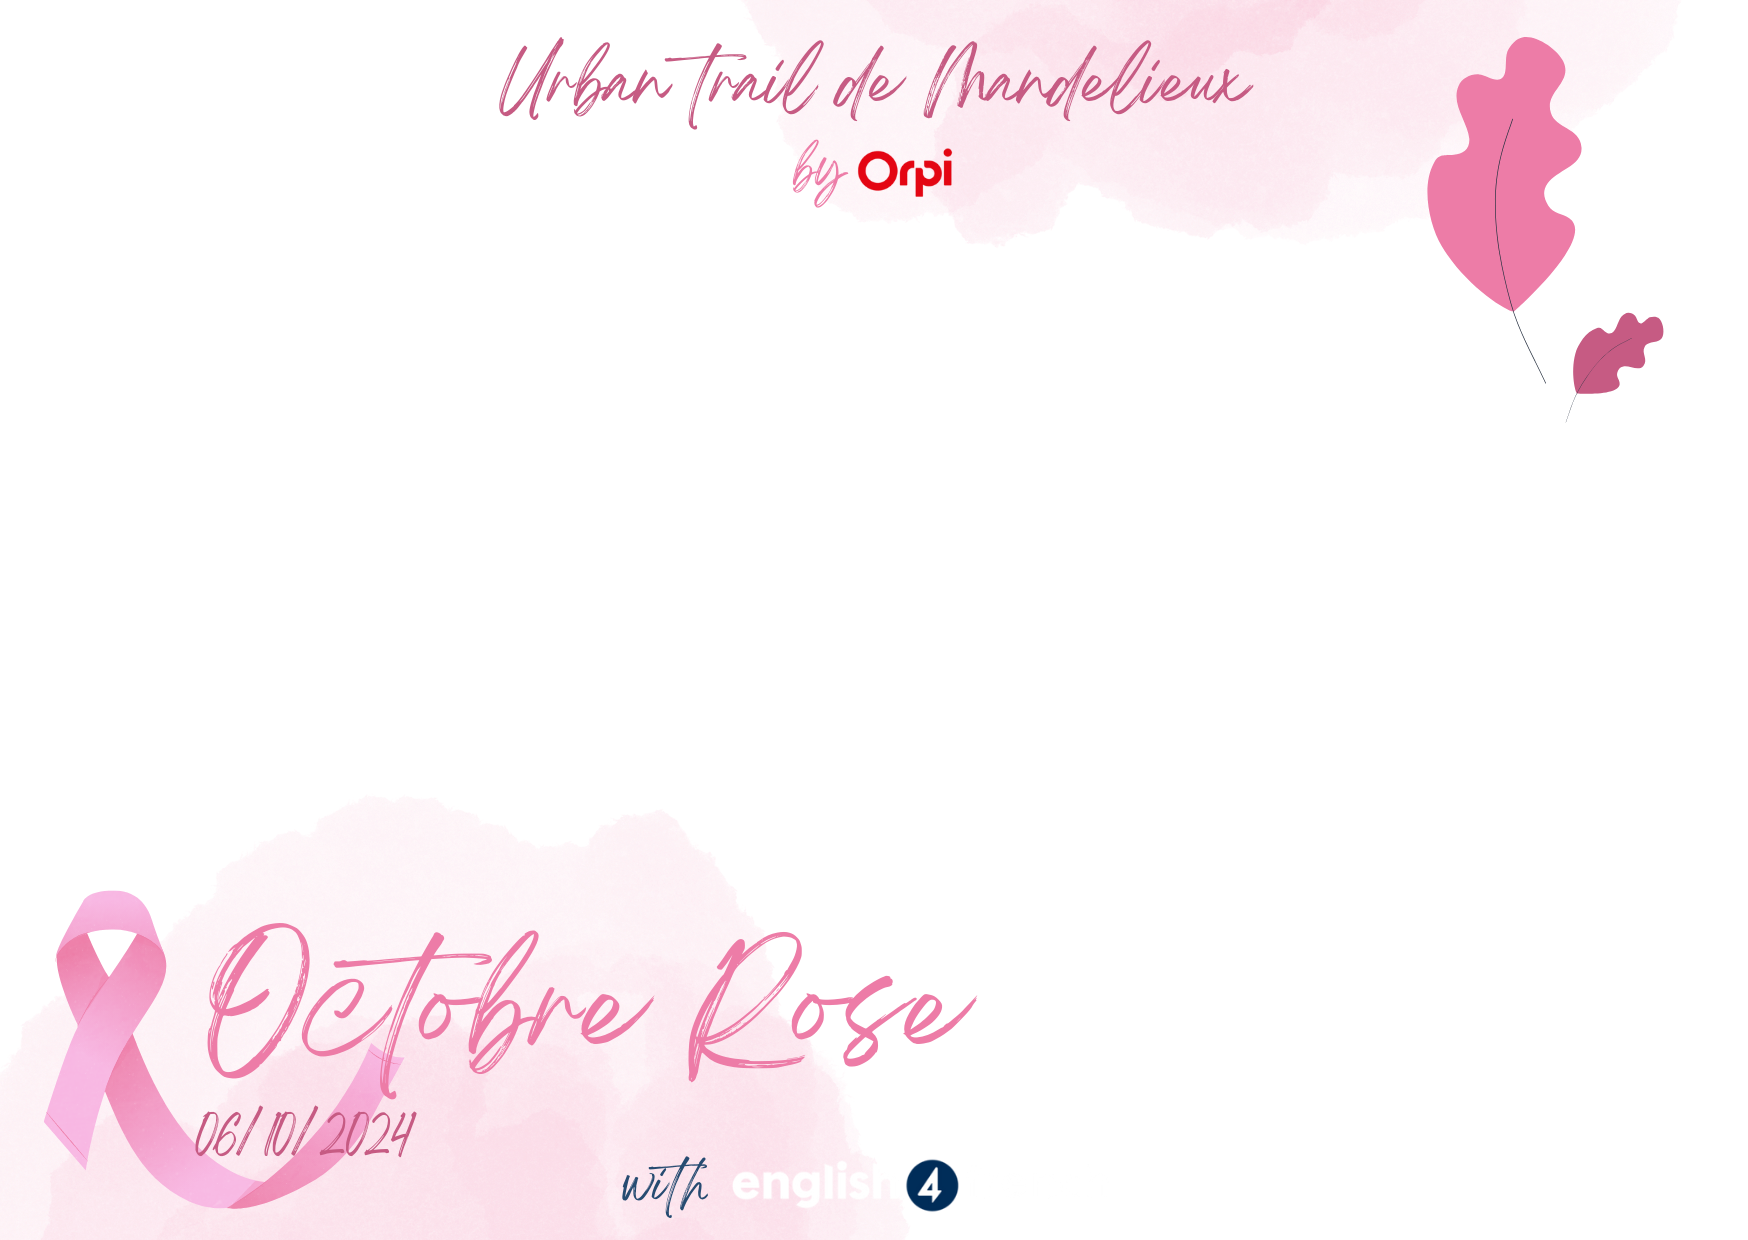 Urban Trail de Mandelieux
by Orpi
Octobre Rose
06/10/2024
with english 4